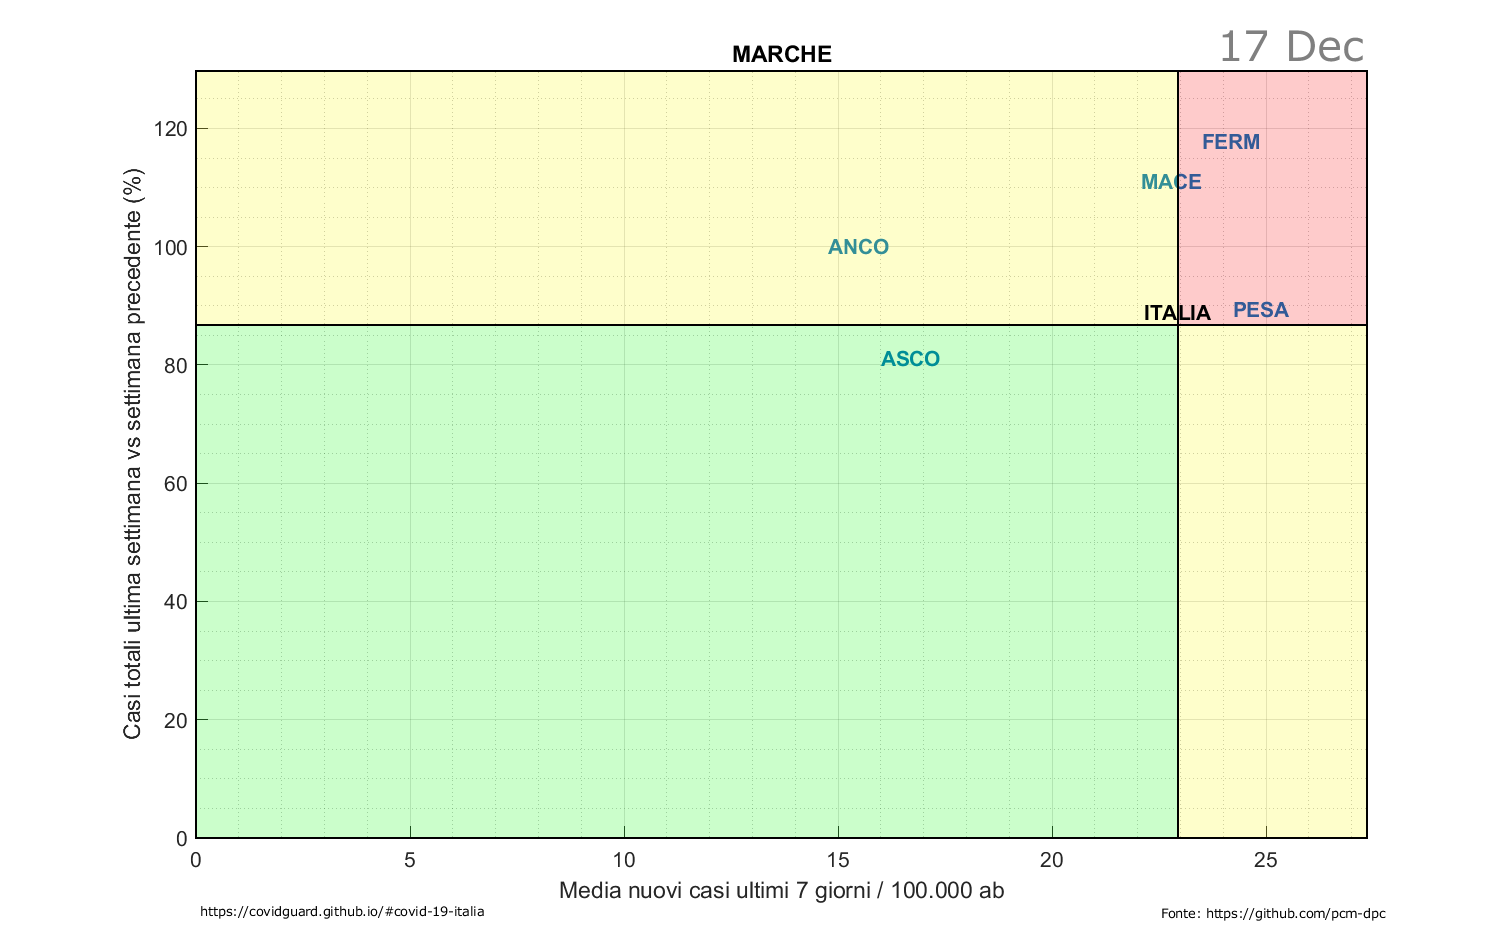 17 Dec
MARCHE
Casi totali ultima settimana vs settimana precedente (%)
120
100
80
60
40
20
0
FERM
MACE
ANCO
ITALIA
PESA
ASCO
0 5 10 15 20 25
Media nuovi casi ultimi 7 giorni / 100.000 ab
https://covidguard.github.io/#covid-19-italia
Fonte: https://github.com/pcm-dpc